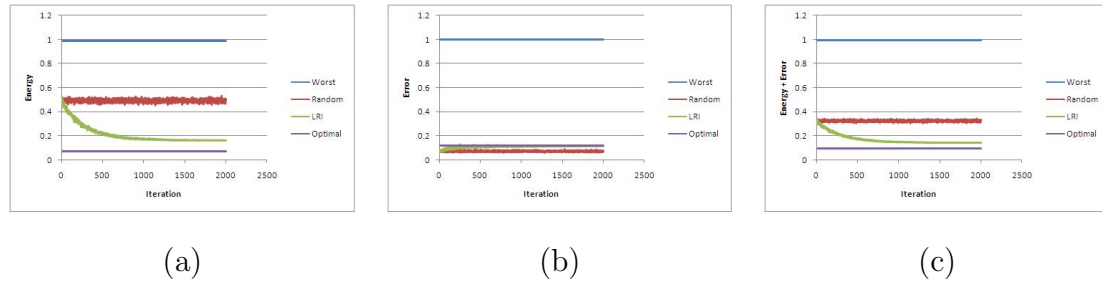 1.2
1
0.8
0.6
0.4
0.2
0
Energy
0 500 1000 1500 2000 2500
Iteration
Worst
Random
LRI
Optimal
1.2
1
0.8
0.6
0.4
0.2
0
Error
0 500 1000 1500 2000 2500
Iteration
Worst
Random
LRI
Optimal
1.2
1
0.8
0.6
0.4
0.2
0
Energy + Error
0 500 1000 1500 2000 2500
Iteration
Worst
Random
LRI
Optimal
(a) (b) (c)